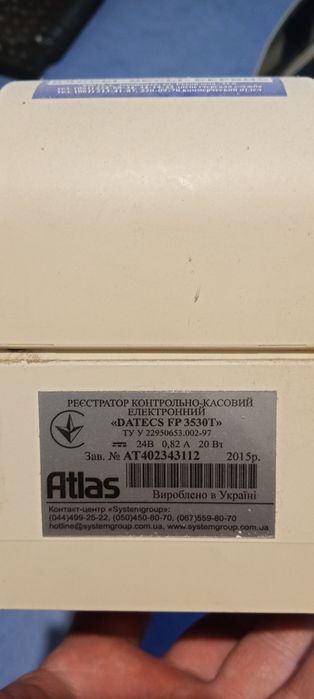 РЕЄСТРАТОР КОНТРОЛЬНО-КАСОВИЙ
ЕЛЕКТРОННИЙ
«DATECS FP 3530T»
ТУ У 22950653.002-97
24В 0,82 А 20 Вт
Зав. № АТ402343112 2015р.
Atlas
Вироблено в Україні
Контакт-центр «Systemgroup»:
(044)499-25-22, (050)450-80-70, (067)559-80-70
hotline@systemgroup.com.ua www.systemgroup.com.ua